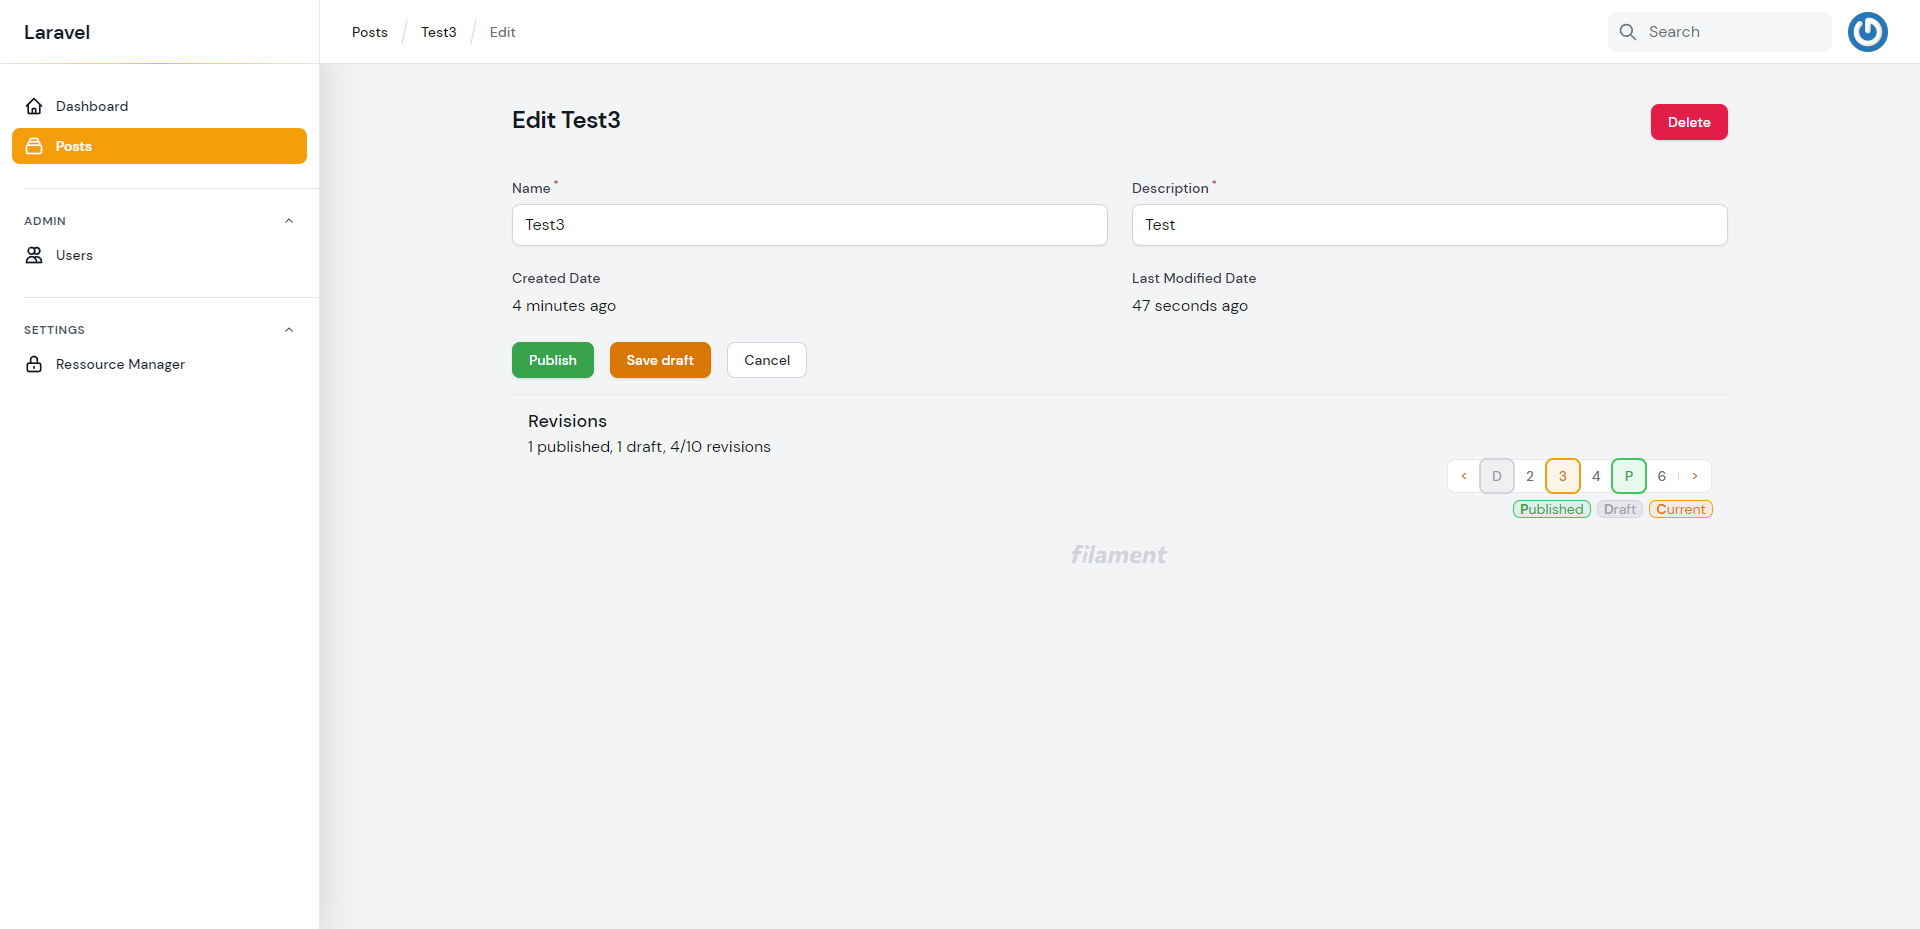 Laravel
Posts / Test3 / Edit
Search
Dashboard
Posts
ADMIN
Users
SETTINGS
Ressource Manager
Edit Test3
Delete
Name*
Description*
Test3
Test
Created Date
Last Modified Date
4 minutes ago
47 seconds ago
Publish
Save draft
Cancel
Revisions
1 published, 1 draft, 4/10 revisions
< D 2 3 4 P 6 >
Published Draft Current
filament